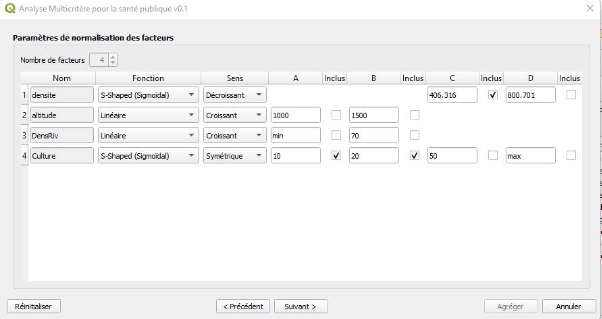 Analyse Multicritère pour la santé publique v0.1
Paramètres de normalisation des facteurs
Nombre de facteurs 4
Nom Fonction Sens A Inclus B Inclus C Inclus D Inclus
1 densite S-Shaped (Sigmoidal) Décroissant 406.316 800.701
2 altitude Linéaire Croissant 1000 1500
3 DensRiv Linéaire Croissant min 70
4 Culture S-Shaped (Sigmoidal) Symétrique 10 20 50 max
Réinitialiser < Précédent Suivant > Agréger Annuler